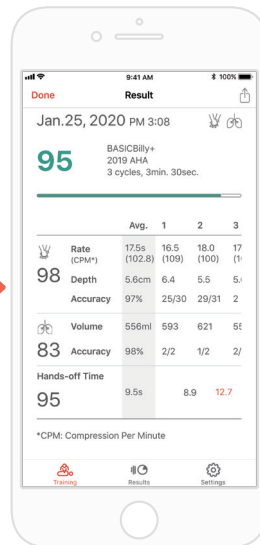 9:41 AM 100%
Done Result
Jan.25, 2020 PM 3:08
95
BASICBilly+
2019 AHA
3 cycles, 3min. 30sec.
Avg. 1 2 3
98
Rate 17.5s 16.5 18.0 17
(CPM*) (102.8) (109) (100)
Depth 5.6cm 6.4 5.5 5.
Accuracy 97% 25/30 29/31 2
83
Volume 556ml 593 621
Accuracy 98% 2/2 1/2 2/
Hands-off Time
95 9.5s 8.9 12.7
*CPM: Compression Per Minute
Training Results Settings